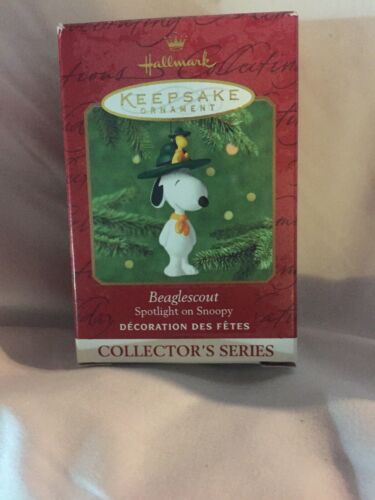 Hallmark
KEEPSAKE
ORNAMENT
Beaglescout
Spotlight on Snoopy
DÉCORATION DES FÊTES
COLLECTOR'S SERIES